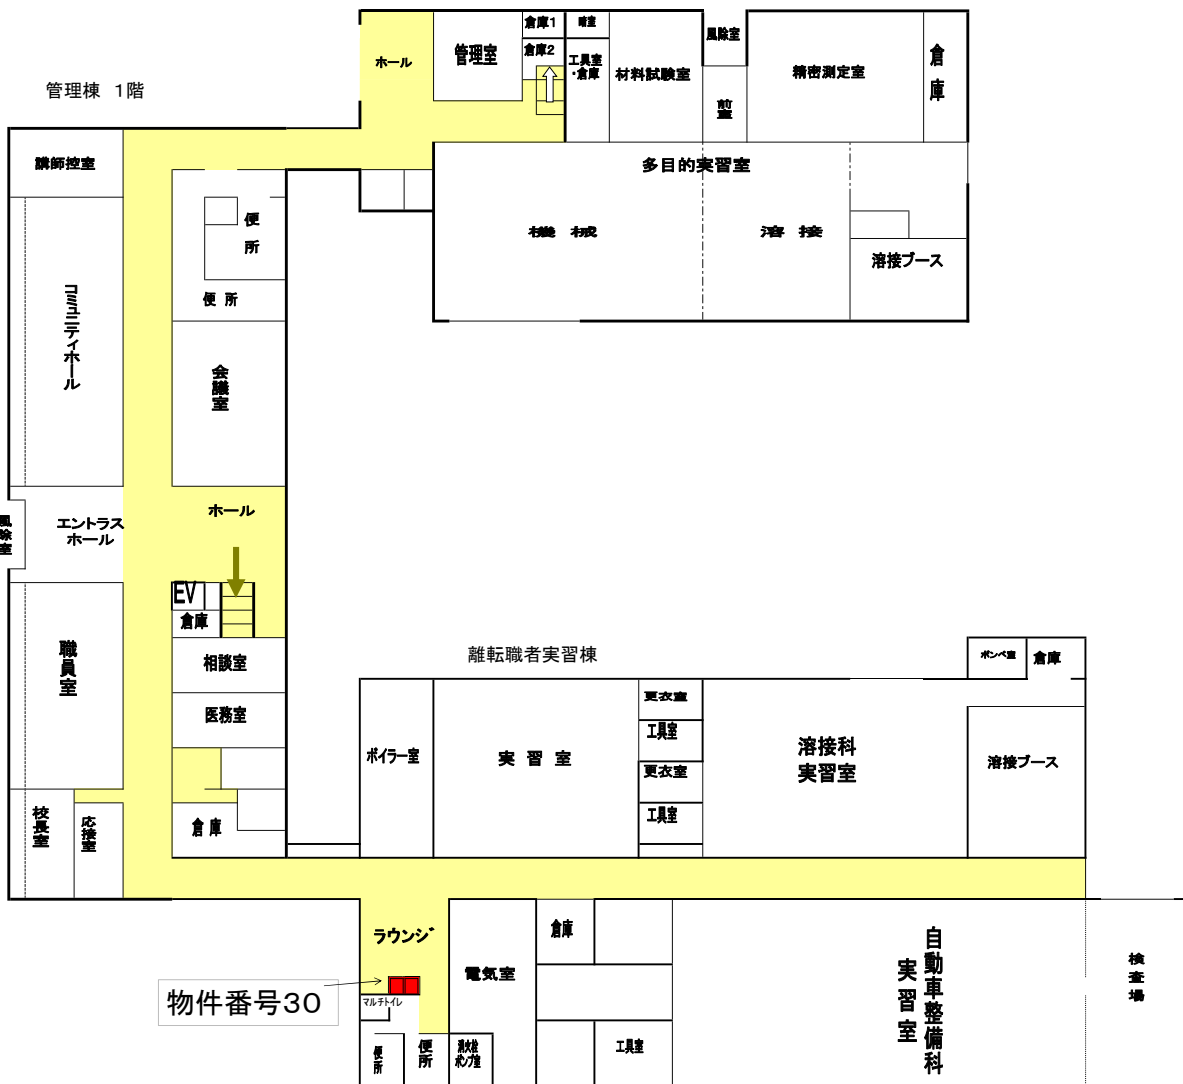 倉庫1
暗室
風除室
ホール
管理室
倉庫2
工具室
・倉庫
材料試験室
精密測定室
倉庫
管理棟 1階
前室
講師控室
多目的実習室
便所
機 械
溶 接
溶接ブース
便 所
コミュニティホール
会議室
ホール
風除室
エントラス
ホール
EV
倉庫
職員室
相談室
離転職者実習棟
ボンベ室
倉庫
医務室
更衣室
工具室
ボイラー室
実 習 室
溶接科
実習室
溶接ブース
更衣室
工具室
校長室
応接室
倉 庫
ラウンジ
倉庫
自動車整備科
実習室
検査場
電気室
物件番号30
マルチトイレ
便所
便所
消火栓
ポンプ室
工具室